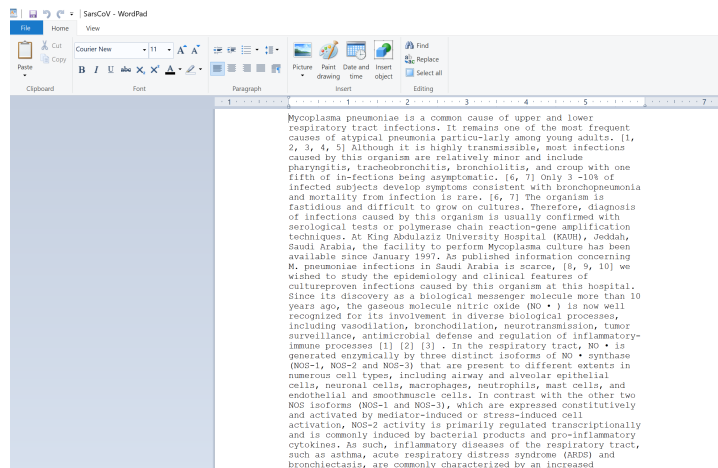 SarsCoV - WordPad
File Home View
Paste
Cut
Copy
Clipboard
Courier New 11 A A
B I U abc X₂ X² A
Font
Paragraph
Picture
Paint drawing
Date and time
Insert object
Insert
Find
Replace
Select all
Editing
1 1 2 3 4 5 7
Mycoplasma pneumoniae is a common cause of upper and lower
respiratory tract infections. It remains one of the most frequent
causes of atypical pneumonia particu-larly among young adults. [1,
2, 3, 4, 5] Although it is highly transmissible, most infections
caused by this organism are relatively minor and include
pharyngitis, tracheobronchitis, bronchiolitis, and croup with one
fifth of in-fections being asymptomatic. [6, 7] Only 3 -10% of
infected subjects develop symptoms consistent with bronchopneumonia
and mortality from infection is rare. [6, 7] The organism is
fastidious and difficult to grow on cultures. Therefore, diagnosis
of infections caused by this organism is usually confirmed with
serological tests or polymerase chain reaction-gene amplification
techniques. At King Abdulaziz University Hospital (KAUH), Jeddah,
Saudi Arabia, the facility to perform Mycoplasma culture has been
available since January 1997. As published information concerning
M. pneumoniae infections in Saudi Arabia is scarce, [8, 9, 10] we
wished to study the epidemiology and clinical features of
cultureproven infections caused by this organism at this hospital.
Since its discovery as a biological messenger molecule more than 10
years ago, the gaseous molecule nitric oxide (NO • ) is now well
recognized for its involvement in diverse biological processes,
including vasodilation, bronchodilation, neurotransmission, tumor
surveillance, antimicrobial defense and regulation of inflammatory-
immune processes [1] [2] [3] . In the respiratory tract, NO • is
generated enzymically by three distinct isoforms of NO • synthase
(NOS-1, NOS-2 and NOS-3) that are present to different extents in
numerous cell types, including airway and alveolar epithelial
cells, neuronal cells, macrophages, neutrophils, mast cells, and
endothelial and smoothmuscle cells. In contrast with the other two
NOS isoforms (NOS-1 and NOS-3), which are expressed constitutively
and activated by mediator-induced or stress-induced cell
activation, NOS-2 activity is primarily regulated transcriptionally
and is commonly induced by bacterial products and pro-inflammatory
cytokines. As such, inflammatory diseases of the respiratory tract,
such as asthma, acute respiratory distress syndrome (ARDS) and
bronchiectasis, are commonly characterized by an increased